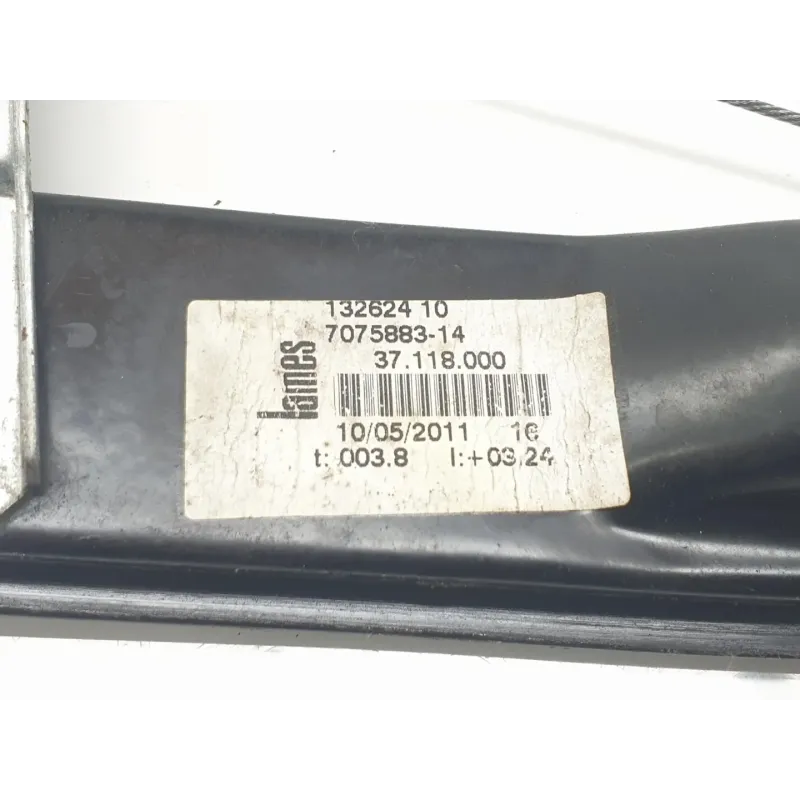 132624 10
7075883-14
37.118.000
lames
10/05/2011 16
t: 003.8 l:+03.24